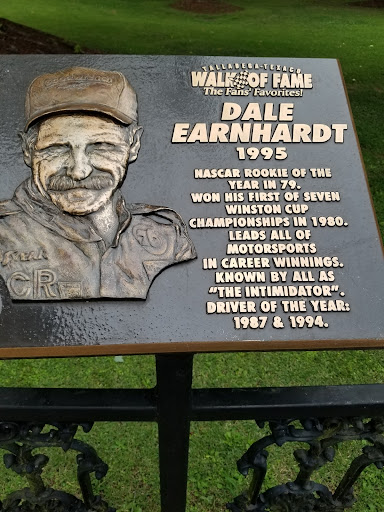 TALLADEGA-TEXACO
WALK OF FAME
The Fans' Favorites!
DALE
EARNHARDT
1995
NASCAR ROOKIE OF THE
YEAR IN 79.
WON HIS FIRST OF SEVEN
WINSTON CUP
CHAMPIONSHIPS IN 1980.
LEADS ALL OF
MOTORSPORTS
IN CAREER WINNINGS.
KNOWN BY ALL AS
"THE INTIMIDATOR".
DRIVER OF THE YEAR:
1987 & 1994.